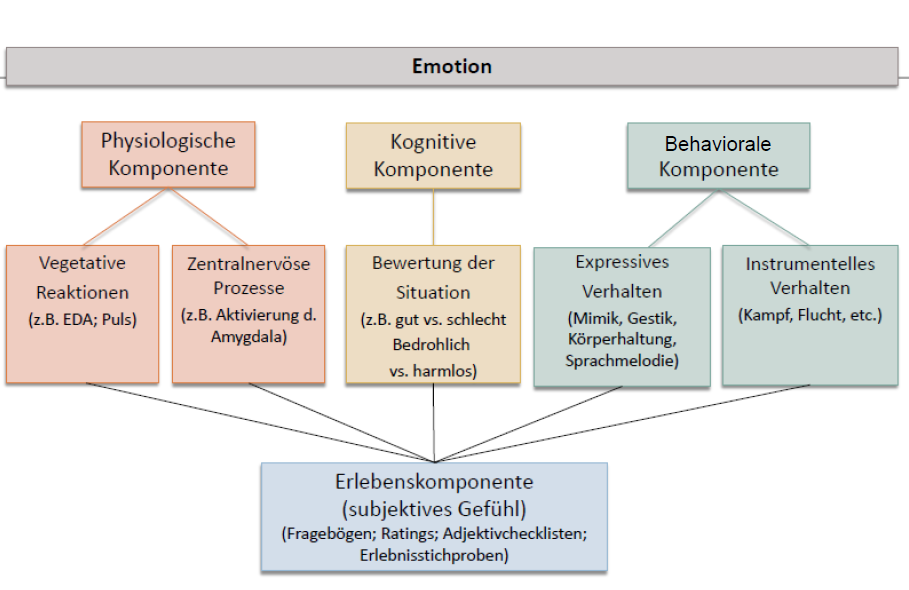 Emotion
Physiologische
Komponente
Kognitive
Komponente
Behaviorale
Komponente
Vegetative
Reaktionen
(z.B. EDA; Puls)
Zentralnervöse
Prozesse
(z.B. Aktivierung d.
Amygdala)
Bewertung der
Situation
(z.B. gut vs. schlecht
Bedrohlich
vs. harmlos)
Expressives
Verhalten
(Mimik, Gestik,
Körperhaltung,
Sprachmelodie)
Instrumentelles
Verhalten
(Kampf, Flucht, etc.)
Erlebenskomponente
(subjektives Gefühl)
(Fragebögen; Ratings; Adjektivchecklisten;
Erlebnisstichproben)